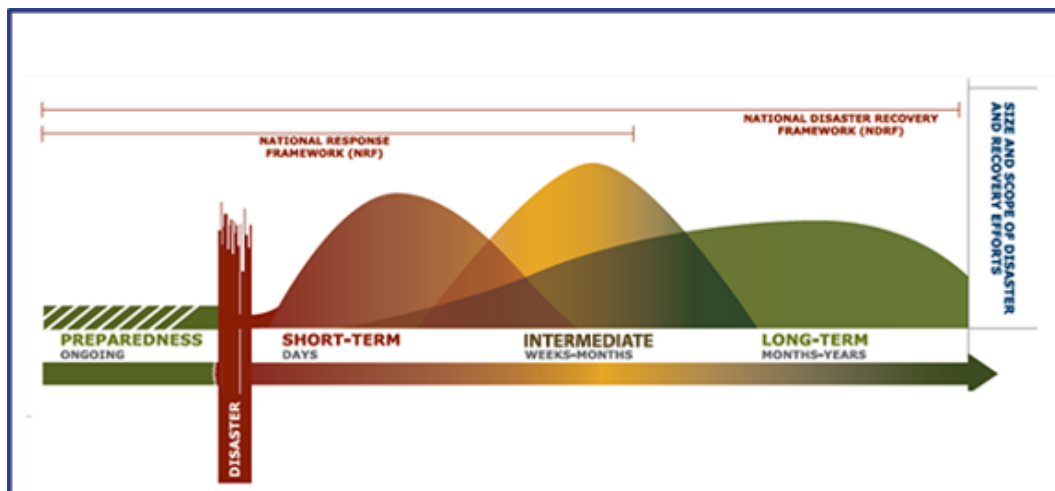 NATIONAL DISASTER RECOVERY
FRAMEWORK (NDRF)
NATIONAL RESPONSE
FRAMEWORK (NRF)
SIZE AND SCOPE OF DISASTER
AND RECOVERY EFFORTS
PREPAREDNESS
ONGOING
SHORT-TERM
DAYS
INTERMEDIATE
WEEKS-MONTHS
LONG-TERM
MONTHS-YEARS
DISASTER